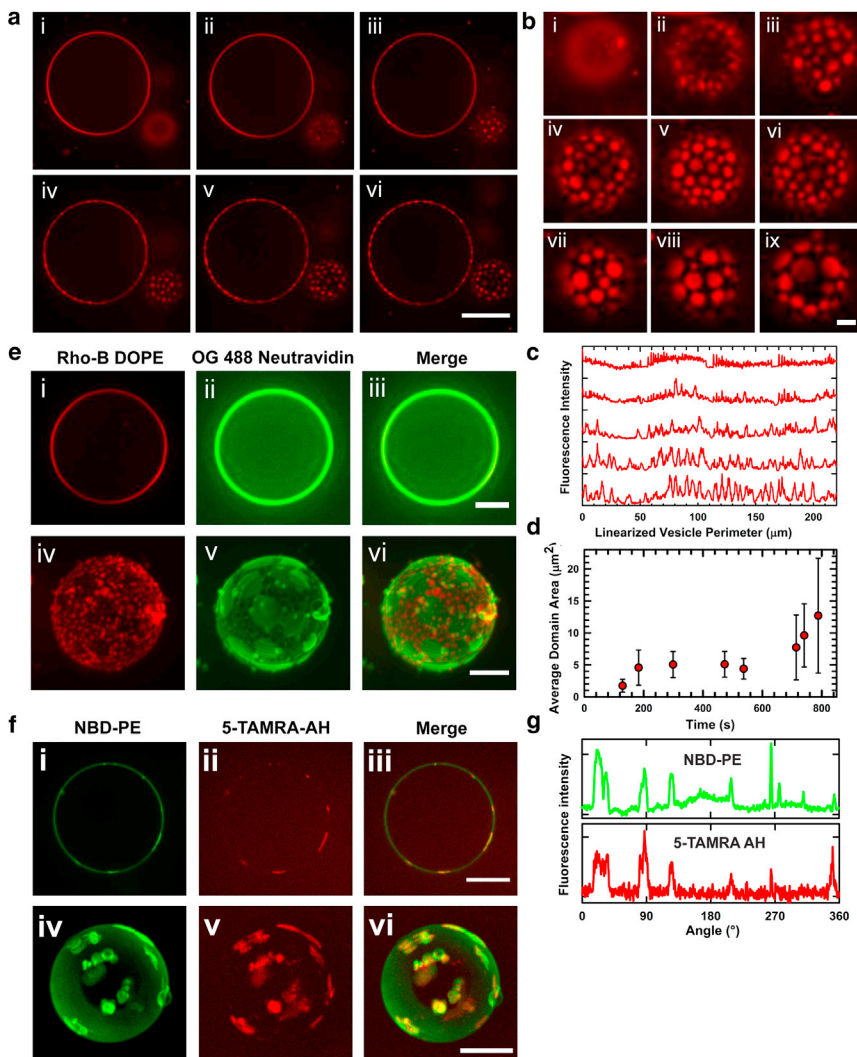 a
i
ii
iii
iv
v
vi
b
i
ii
iii
iv
v
vi
vii
viii
ix
e
Rho-B DOPE
OG 488 Neutravidin
Merge
i
ii
iii
iv
v
vi
c
Fluorescence Intensity
0
50
100
150
200
Linearized Vesicle Perimeter (μm)
d
Average Domain Area (μm²)
20
15
10
5
0
0
200
400
600
800
Time (s)
f
NBD-PE
5-TAMRA-AH
Merge
i
ii
iii
iv
v
vi
g
Fluorescence intensity
NBD-PE
5-TAMRA AH
0
90
180
270
360
Angle (°)